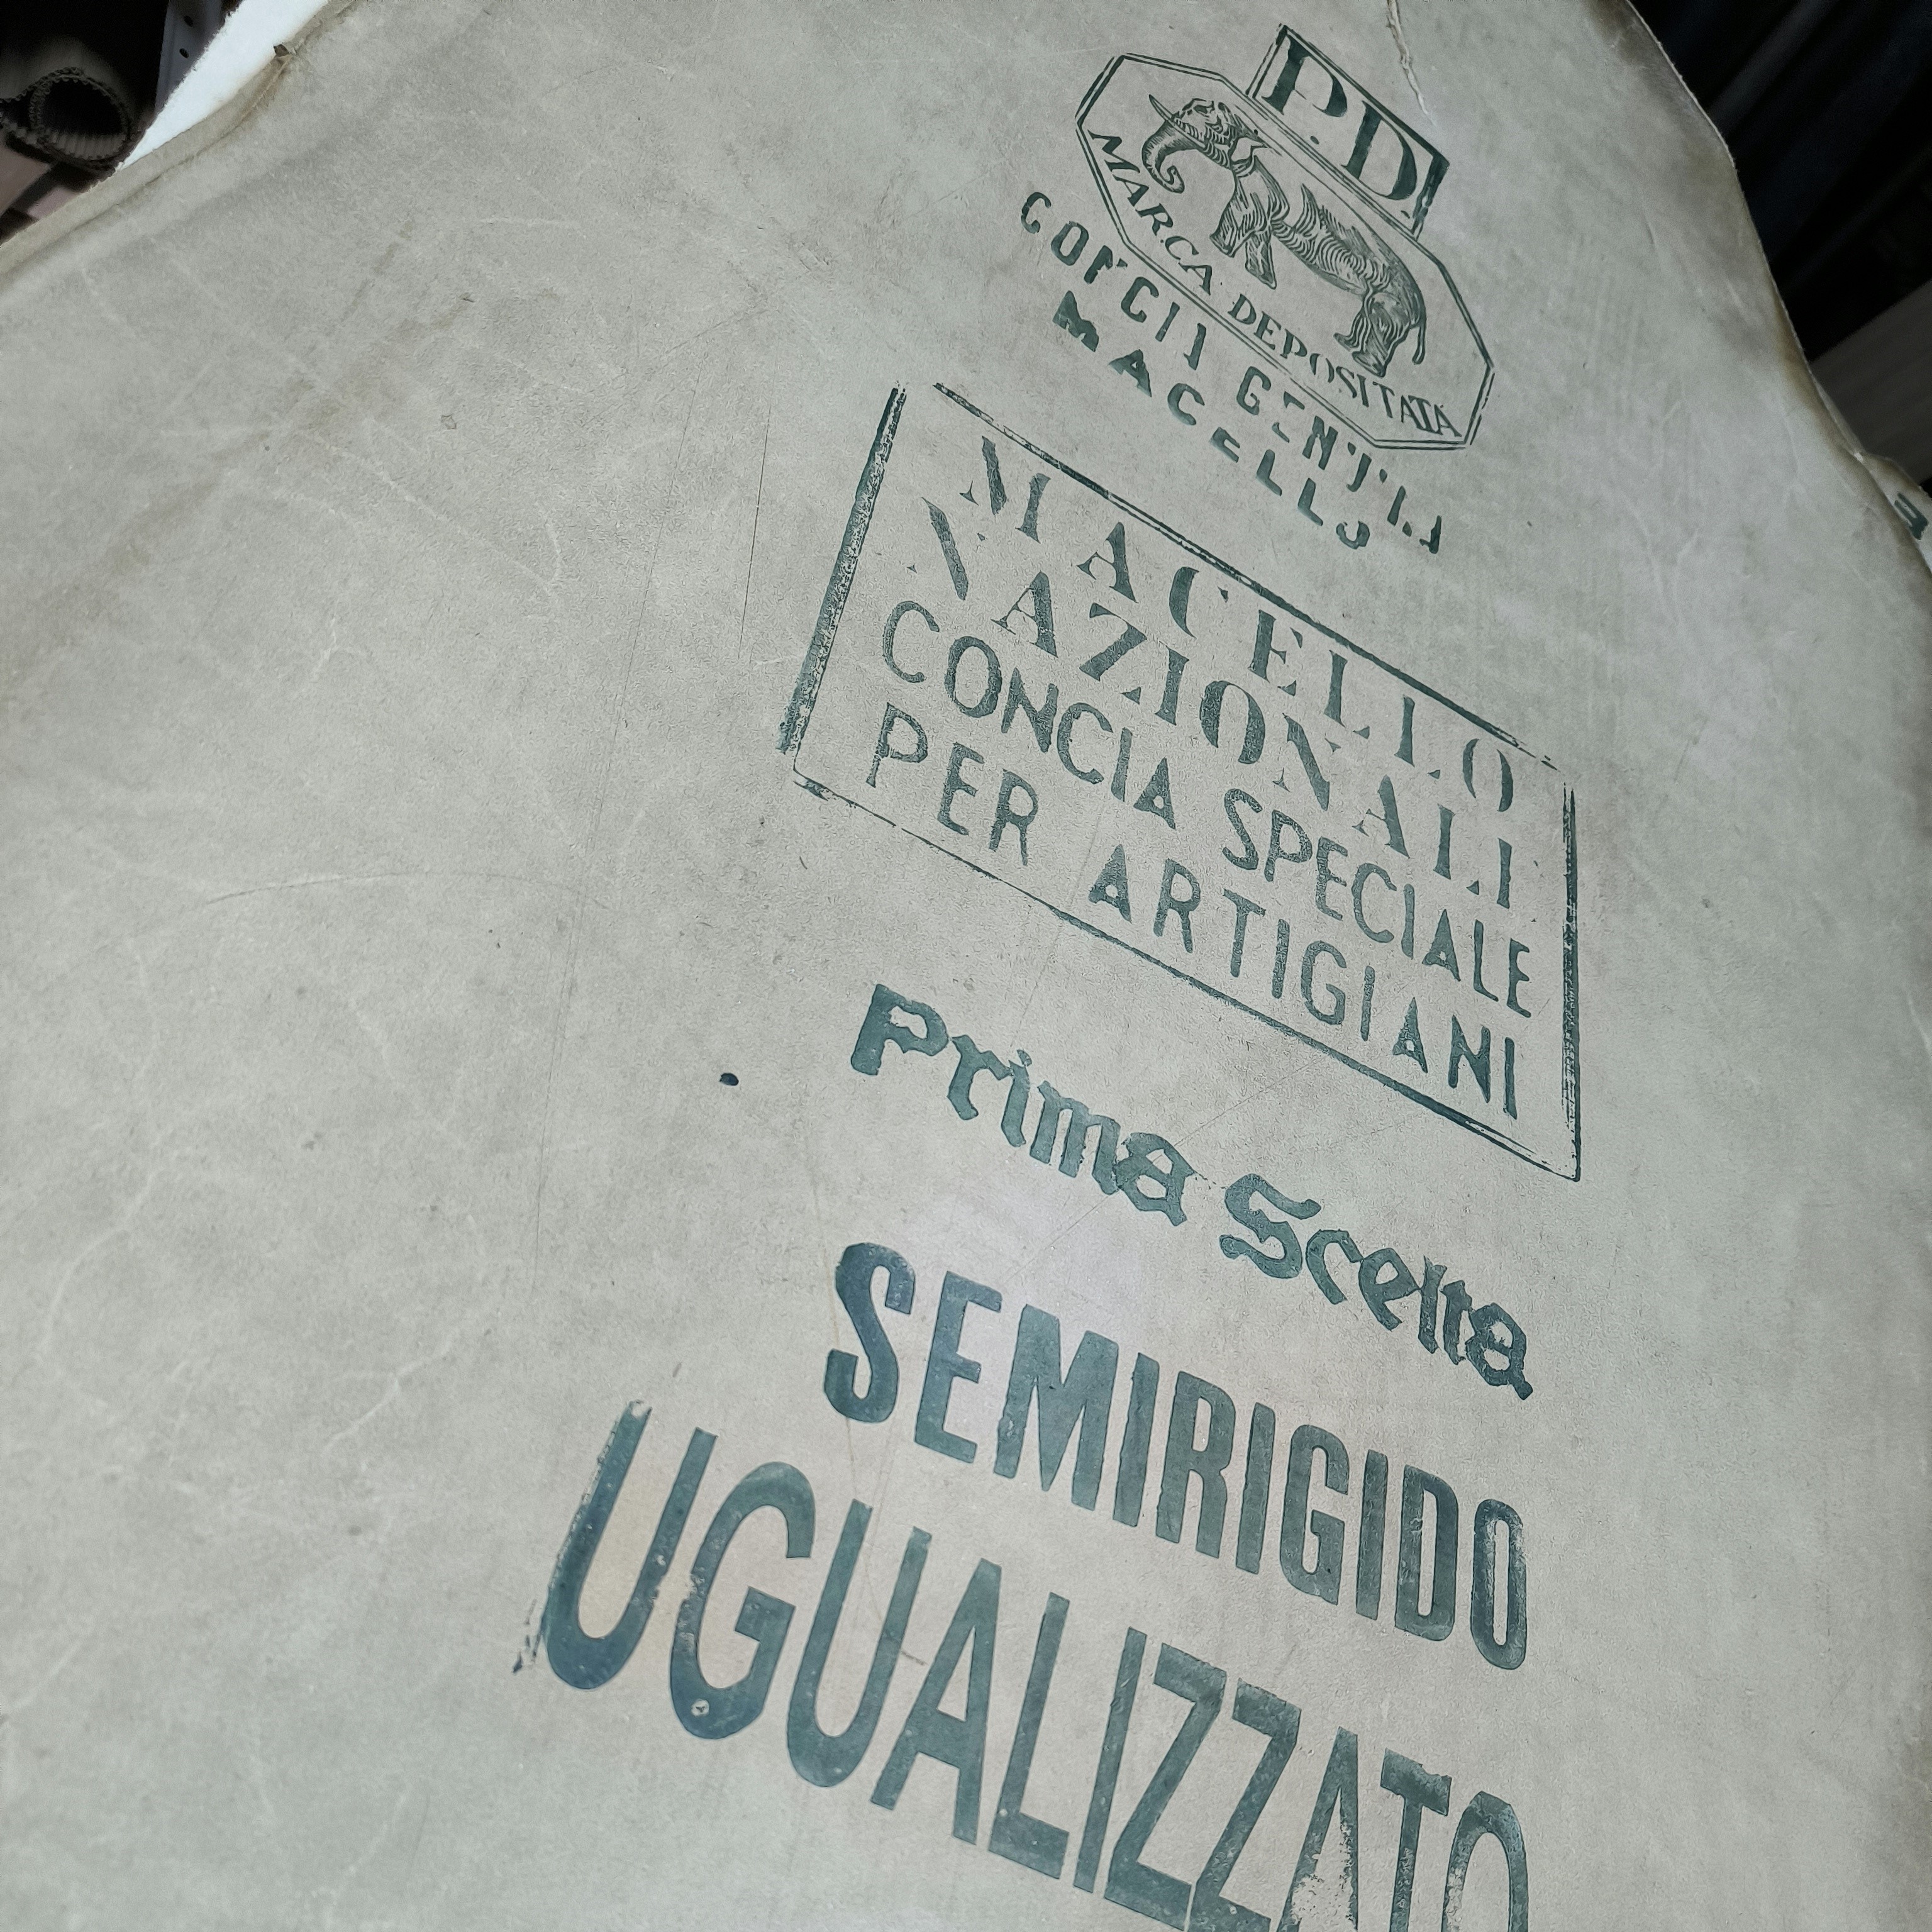 P.D.
MARCA DEPOSITATA
CONCIA GENTILI
MACELLO
MACELLO
NAZIONALI
CONCIA SPECIALE
PER ARTIGIANI
Prima Scelta
SEMIRIGIDO
UGUALIZZATO